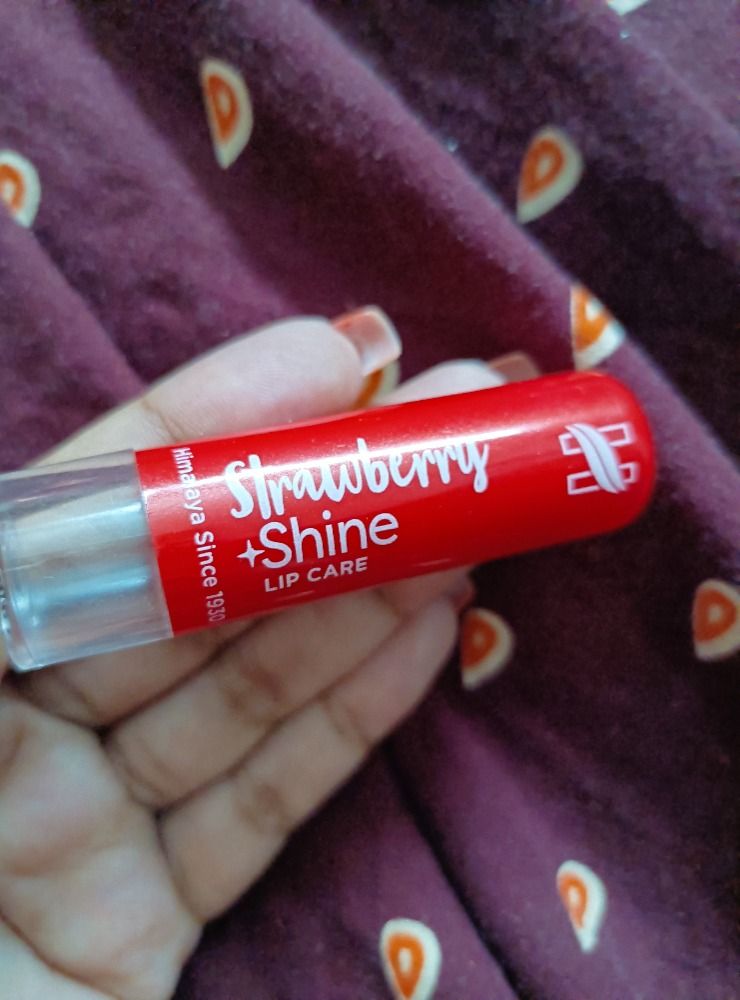 Strawberry
Shine
LIP CARE
Himalaya Since 1930
H